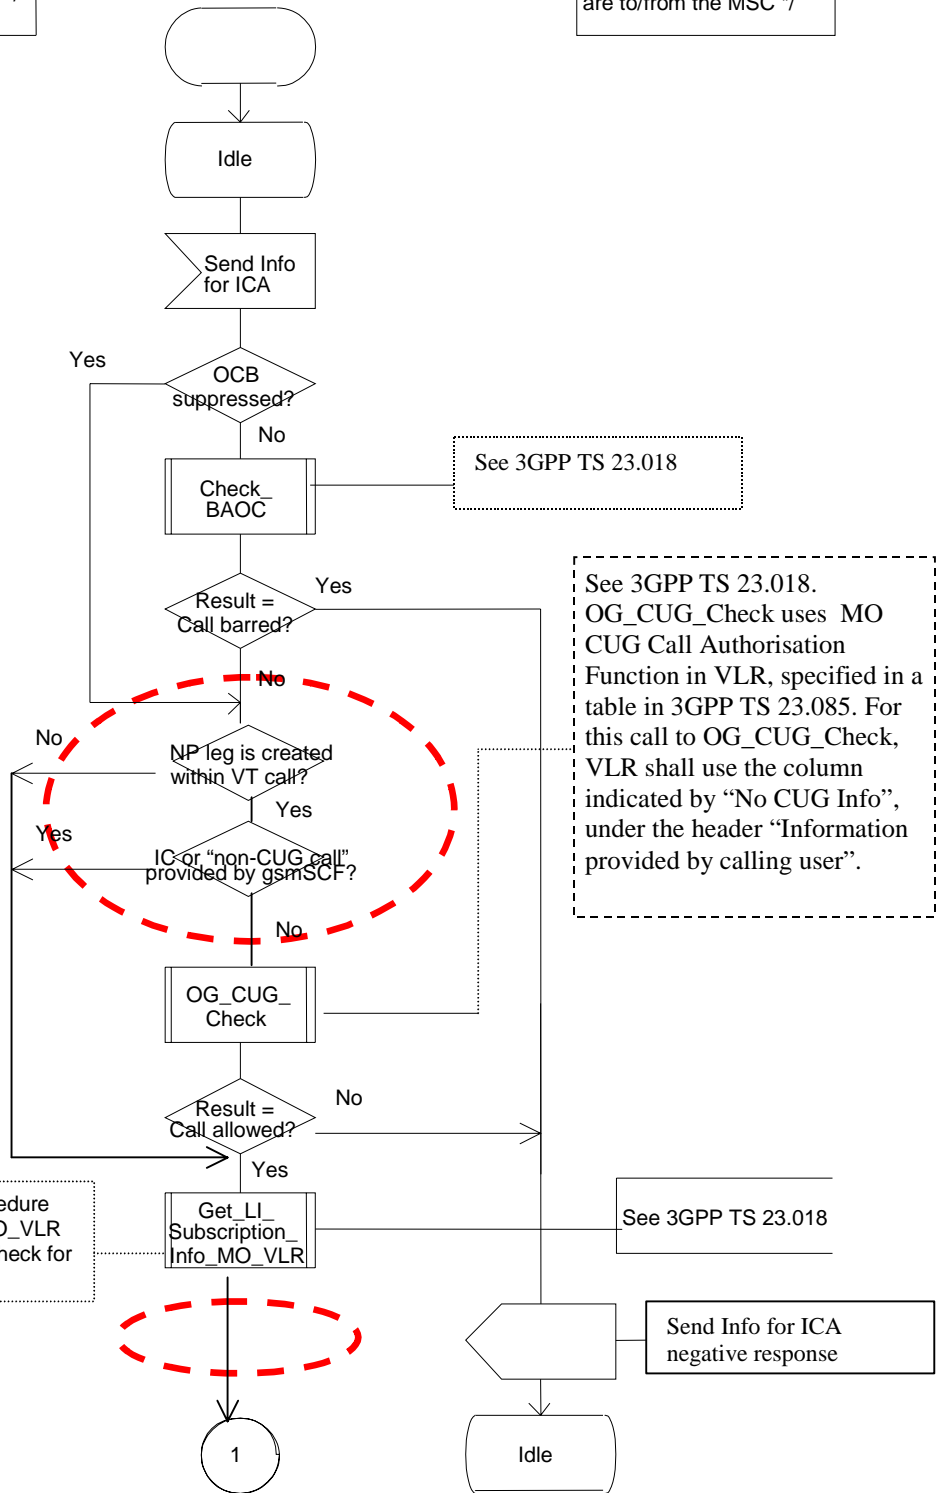 are to/from the MSC */
Idle
Send Info
for ICA
Yes
OCB
suppressed?
No
See 3GPP TS 23.018
Check_
BAOC
Result =
Call barred?
Yes
No
See 3GPP TS 23.018.
OG_CUG_Check uses MO
CUG Call Authorisation
Function in VLR, specified in a
table in 3GPP TS 23.085. For
this call to OG_CUG_Check,
VLR shall use the column
indicated by “No CUG Info”,
under the header “Information
provided by calling user”.
No
NP leg is created
within VT call?
Yes
Yes
IC or “non-CUG call”
provided by gsmSCF?
No
OG_CUG_
Check
Result =
Call allowed?
No
Yes
edure
O_VLR
heck for
Get_LI_
Subscription_
Info_MO_VLR
See 3GPP TS 23.018
Send Info for ICA
negative response
1
Idle